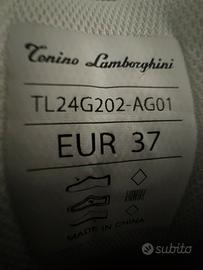 Tonino Lamborghini
TL24G202-AG01
EUR 37
MADE IN CHINA
subito